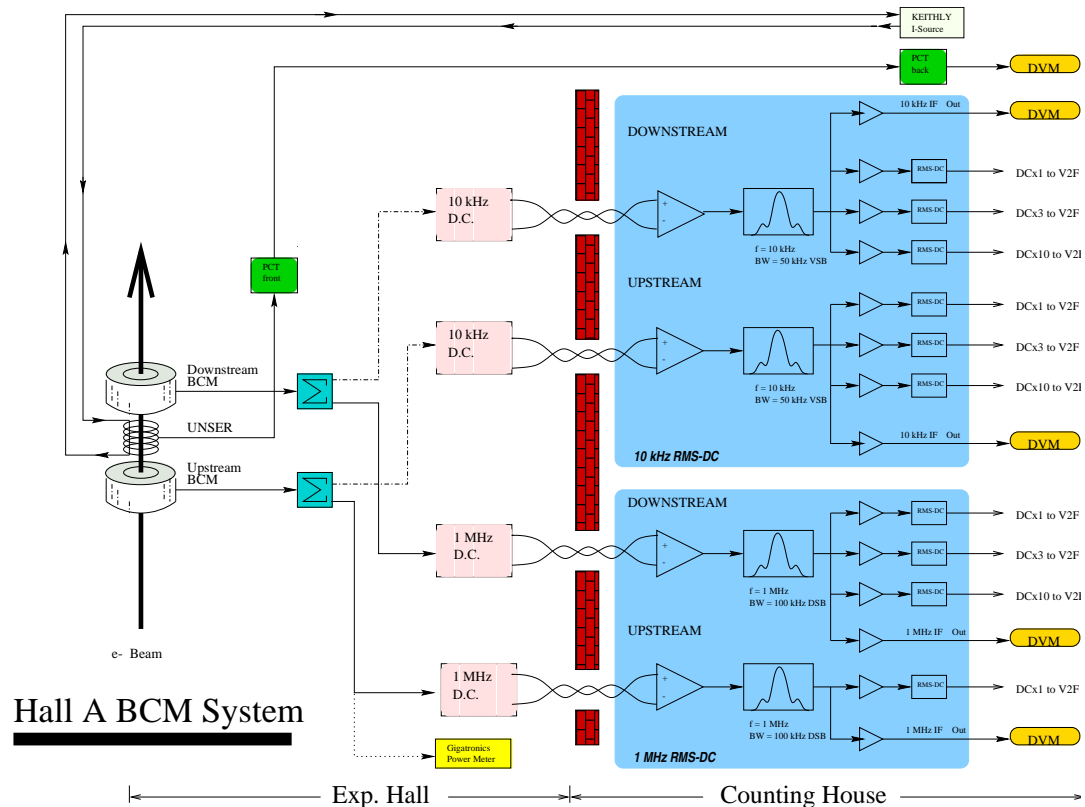 KEITHLY
I-Source
PCT
back
DVM
10 kHz IF Out
DVM
DOWNSTREAM
RMS-DC
DCx1 to V2F
10 kHz
D.C.
+
-
RMS-DC
DCx3 to V2F
f = 10 kHz
BW = 50 kHz VSB
RMS-DC
DCx10 to V2F
PCT
front
UPSTREAM
RMS-DC
DCx1 to V2F
10 kHz
D.C.
+
-
RMS-DC
DCx3 to V2F
f = 10 kHz
BW = 50 kHz VSB
RMS-DC
DCx10 to V2F
Downstream
BCM
Σ
UNSER
10 kHz IF Out
DVM
10 kHz RMS-DC
Upstream
BCM
Σ
DOWNSTREAM
RMS-DC
DCx1 to V2F
1 MHz
D.C.
+
-
RMS-DC
DCx3 to V2F
f = 1 MHz
BW = 100 kHz DSB
RMS-DC
DCx10 to V2F
UPSTREAM
1 MHz IF Out
DVM
e- Beam
1 MHz
D.C.
+
-
RMS-DC
DCx1 to V2F
f = 1 MHz
BW = 100 kHz DSB
1 MHz IF Out
DVM
Hall A BCM System
Gigatronics
Power Meter
1 MHz RMS-DC
Exp. Hall
Counting House